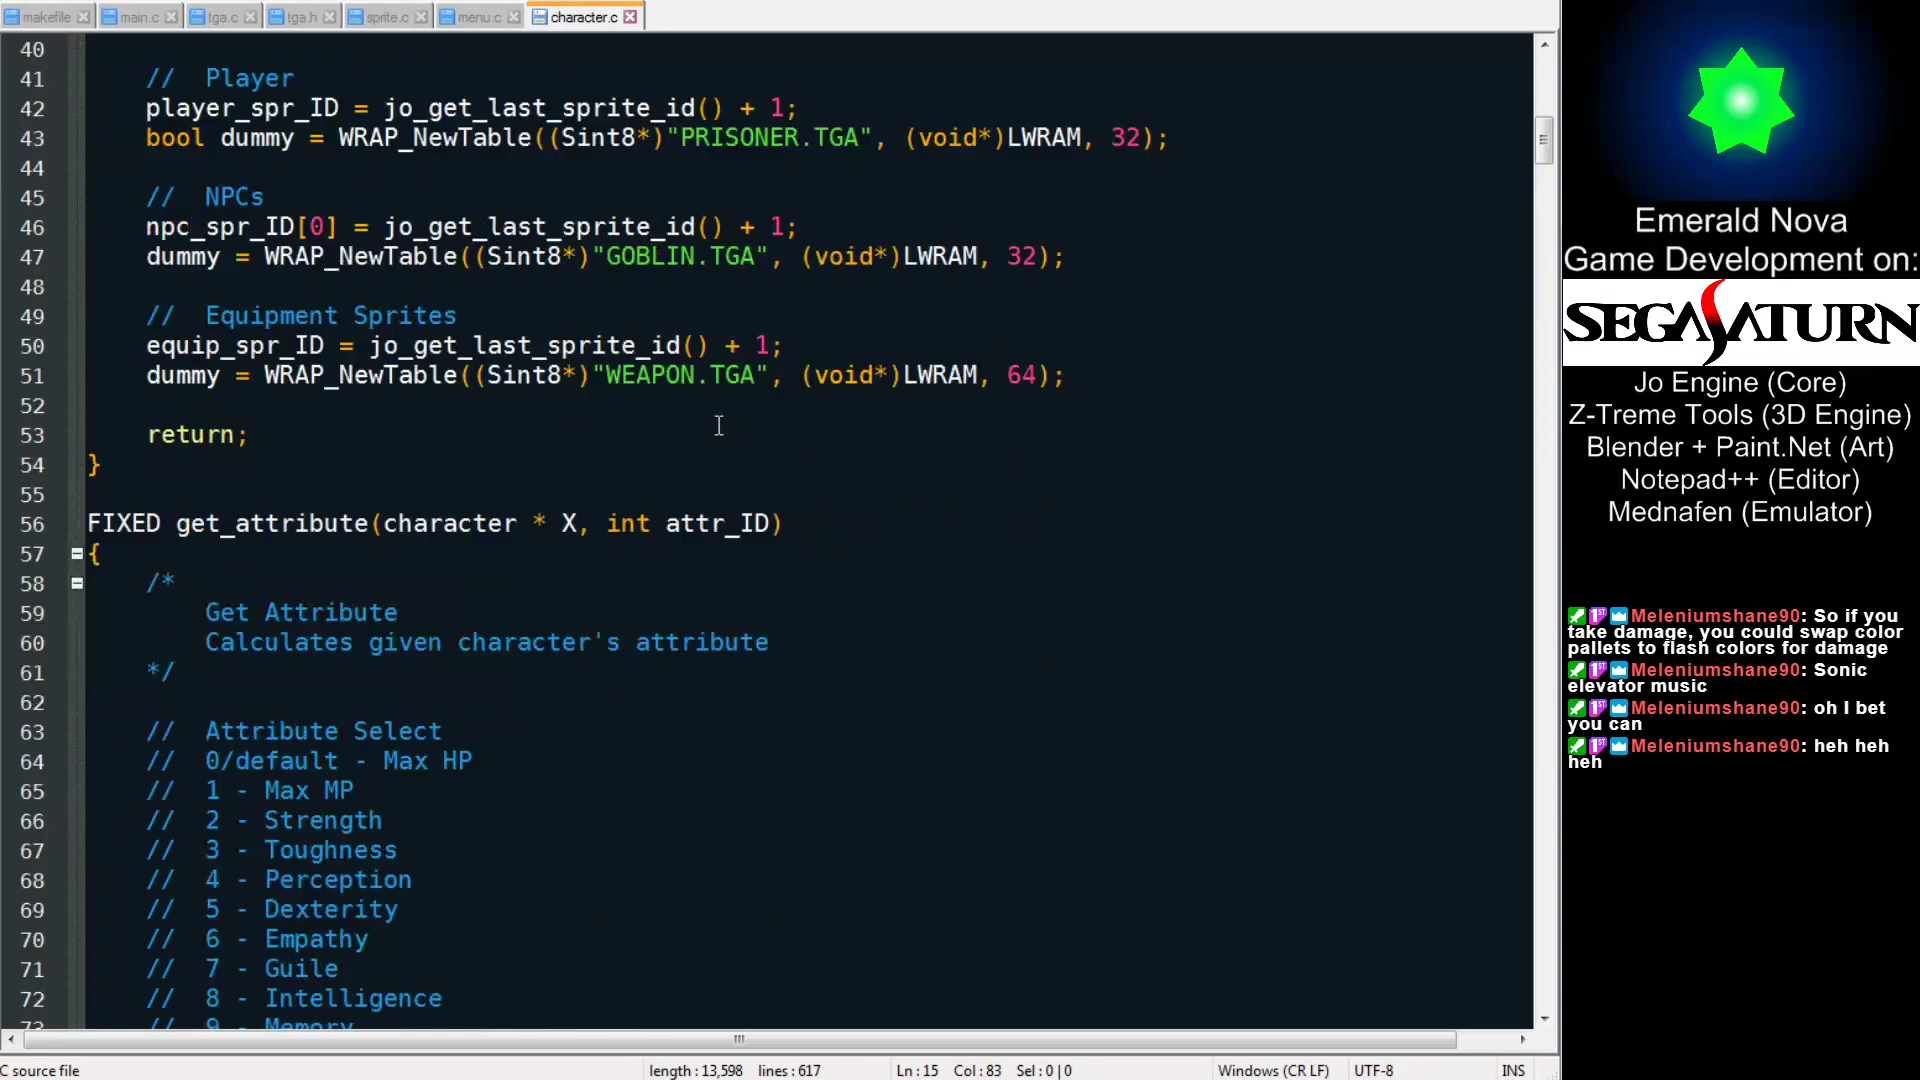 makefile main.c tga.c tga.h sprite.c menu.c character.c
40
41 // Player
42 player_spr_ID = jo_get_last_sprite_id() + 1;
43 bool dummy = WRAP_NewTable((Sint8*)"PRISONER.TGA", (void*)LWRAM, 32);
44
45 // NPCs
46 npc_spr_ID[0] = jo_get_last_sprite_id() + 1;
47 dummy = WRAP_NewTable((Sint8*)"GOBLIN.TGA", (void*)LWRAM, 32);
48
49 // Equipment Sprites
50 equip_spr_ID = jo_get_last_sprite_id() + 1;
51 dummy = WRAP_NewTable((Sint8*)"WEAPON.TGA", (void*)LWRAM, 64);
52
53 return;
54 }
55
56 FIXED get_attribute(character * X, int attr_ID)
57 {
58 /*
59 Get Attribute
60 Calculates given character's attribute
61 */
62
63 // Attribute Select
64 // 0/default - Max HP
65 // 1 - Max MP
66 // 2 - Strength
67 // 3 - Toughness
68 // 4 - Perception
69 // 5 - Dexterity
70 // 6 - Empathy
71 // 7 - Guile
72 // 8 - Intelligence
73 // 9 - Memory
C source file length : 13,598 lines : 617 Ln : 15 Col : 83 Sel : 0 | 0 Windows (CR LF) UTF-8 INS
Emerald Nova
Game Development on:
SEGA SATURN
Jo Engine (Core)
Z-Treme Tools (3D Engine)
Blender + Paint.Net (Art)
Notepad++ (Editor)
Mednafen (Emulator)
Meleniumshane90: So if you
take damage, you could swap color
pallets to flash colors for damage
Meleniumshane90: Sonic
elevator music
Meleniumshane90: oh I bet
you can
Meleniumshane90: heh heh
heh